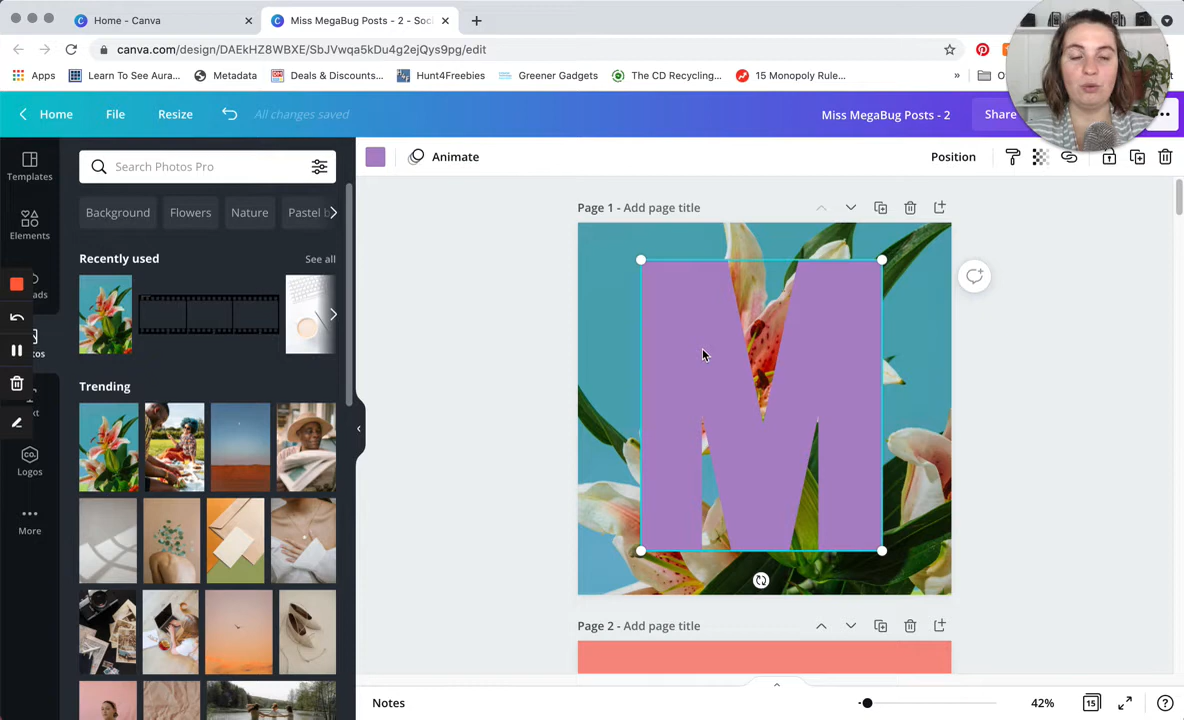 Home - Canva
Miss MegaBug Posts - 2 - Soci
canva.com/design/DAEkHZ8WBXE/SbJVwqa5kDu4g2ejQys9pg/edit
Apps
Learn To See Aura...
Metadata
Deals & Discounts...
Hunt4Freebies
Greener Gadgets
The CD Recycling...
15 Monopoly Rule...
»
Home
File
Resize
All changes saved
Miss MegaBug Posts - 2
Share
Templates
Elements
Logos
More
Search Photos Pro
Background
Flowers
Nature
Pastel b
Recently used
See all
Trending
Animate
Position
Page 1 - Add page title
M
Page 2 - Add page title
Notes
42%
15